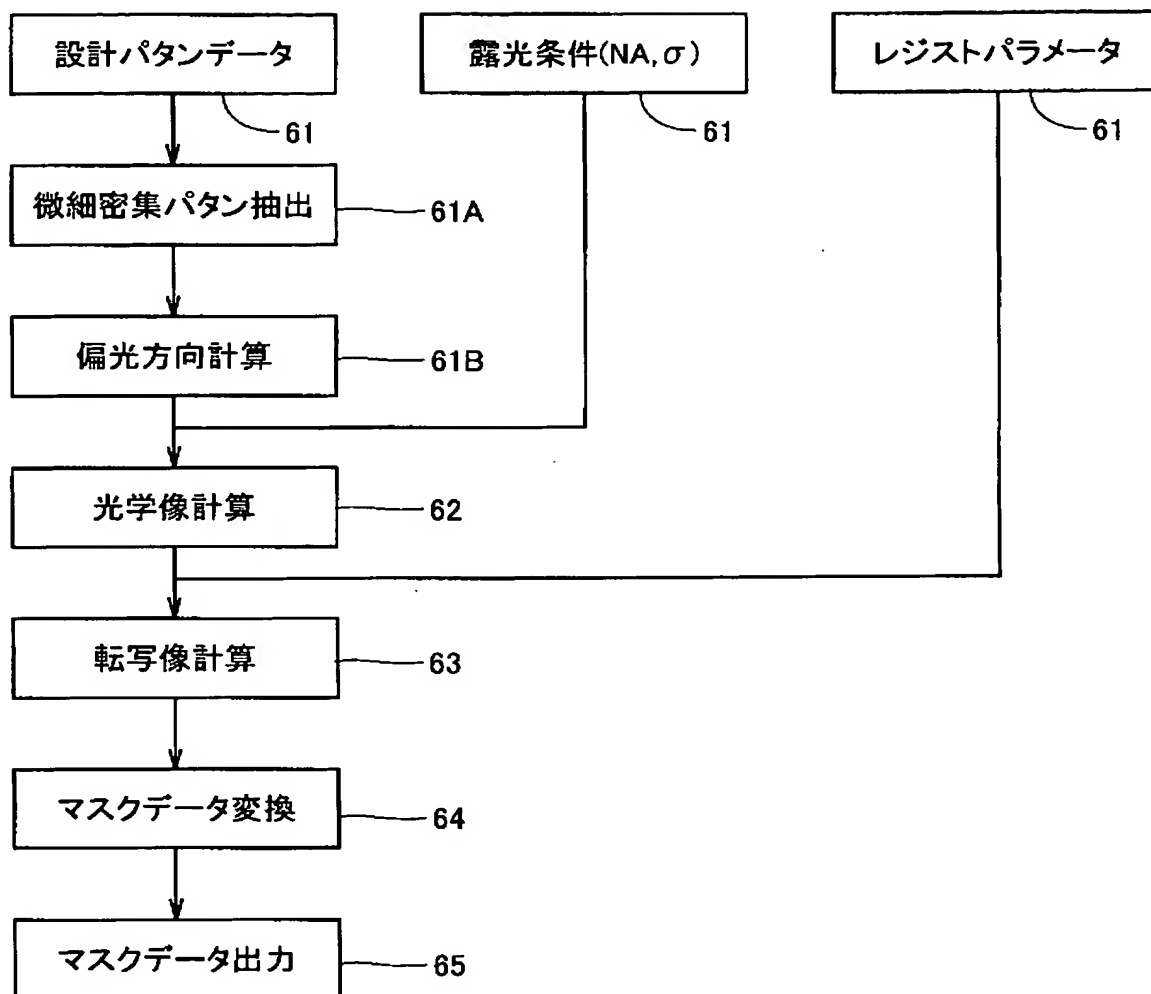 設計パタンデータ
露光条件(NA,σ)
レジストパラメータ
61
61
61
微細密集パタン抽出
61A
偏光方向計算
61B
光学像計算
62
転写像計算
63
マスクデータ変換
64
マスクデータ出力
65